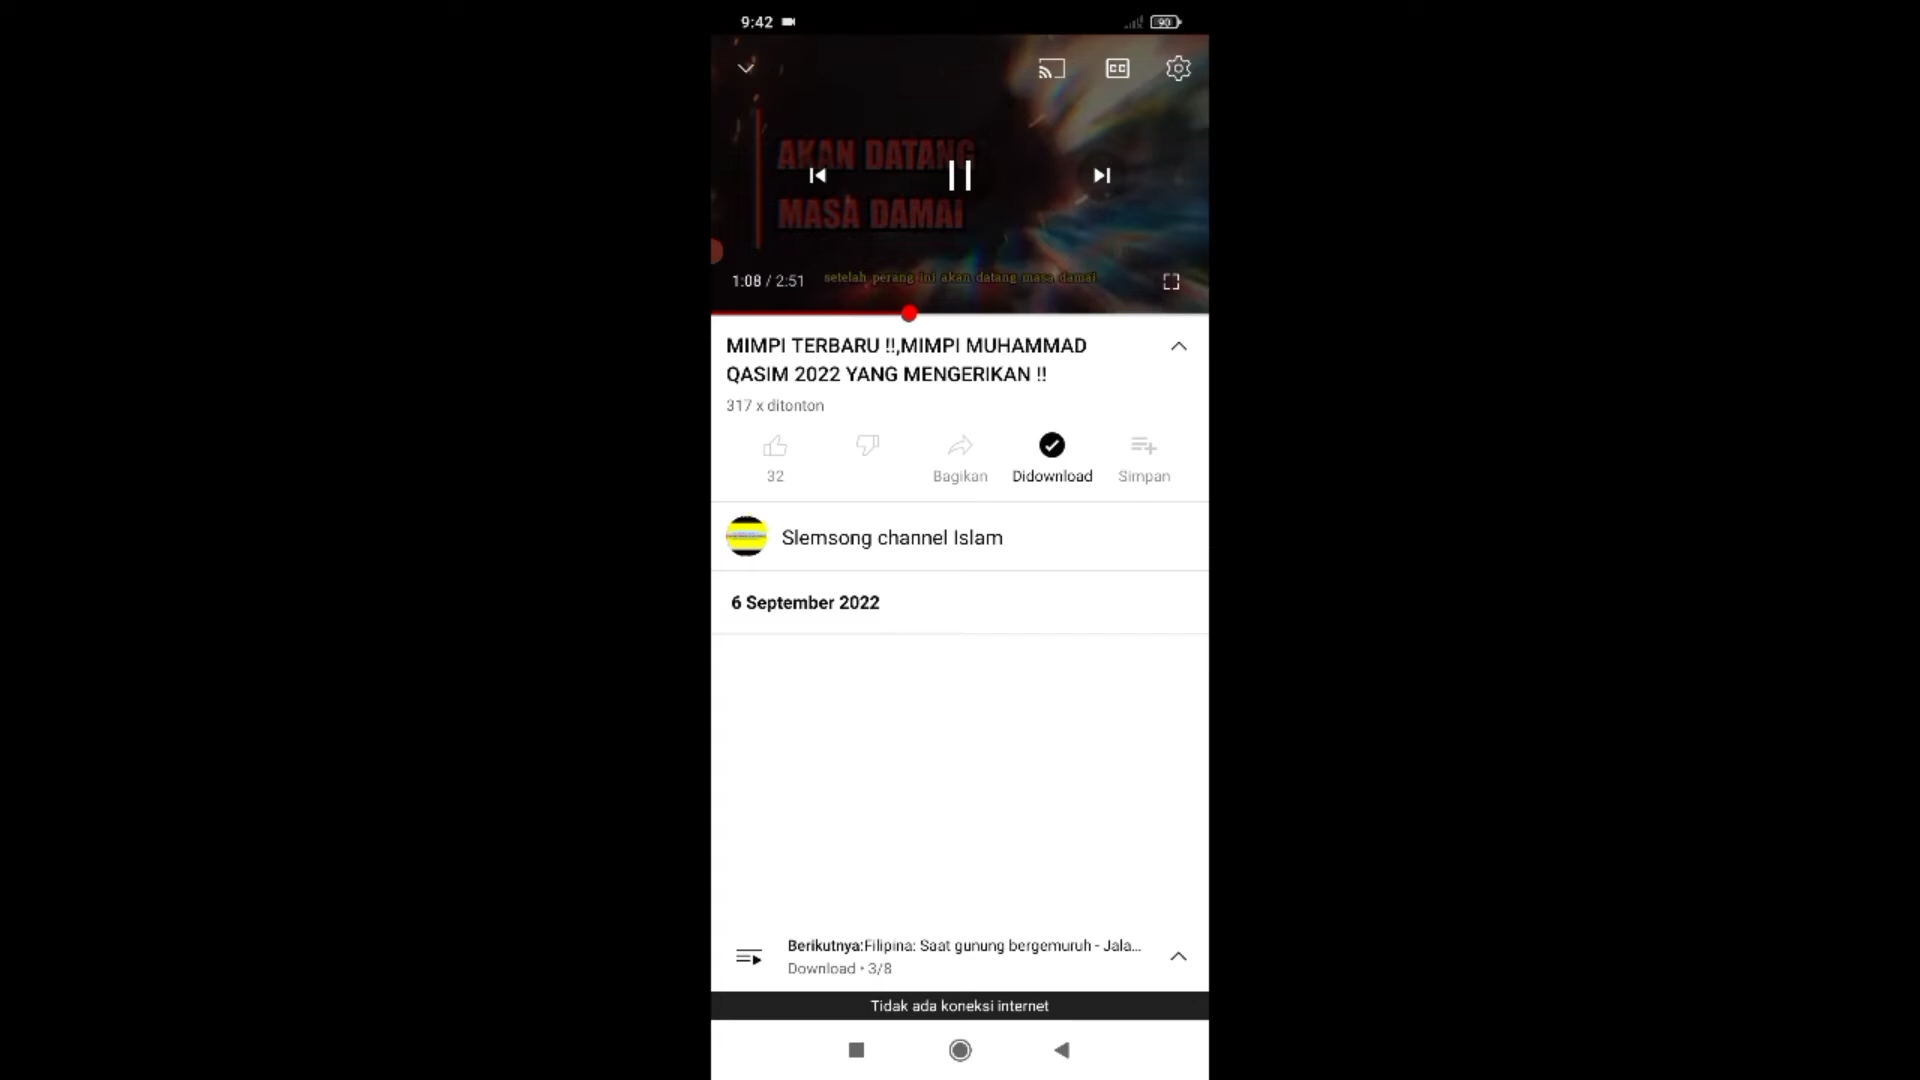 9:42
90
CC
AKAN DATANG
MASA DAMAI
1:08 / 2:51
setelah perang ini akan datang masa damai
MIMPI TERBARU !!,MIMPI MUHAMMAD
QASIM 2022 YANG MENGERIKAN !!
317 x ditonton
32
Bagikan
Didownload
Simpan
Slemsong channel Islam
6 September 2022
Berikutnya:Filipina: Saat gunung bergemuruh - Jala...
Download • 3/8
Tidak ada koneksi internet